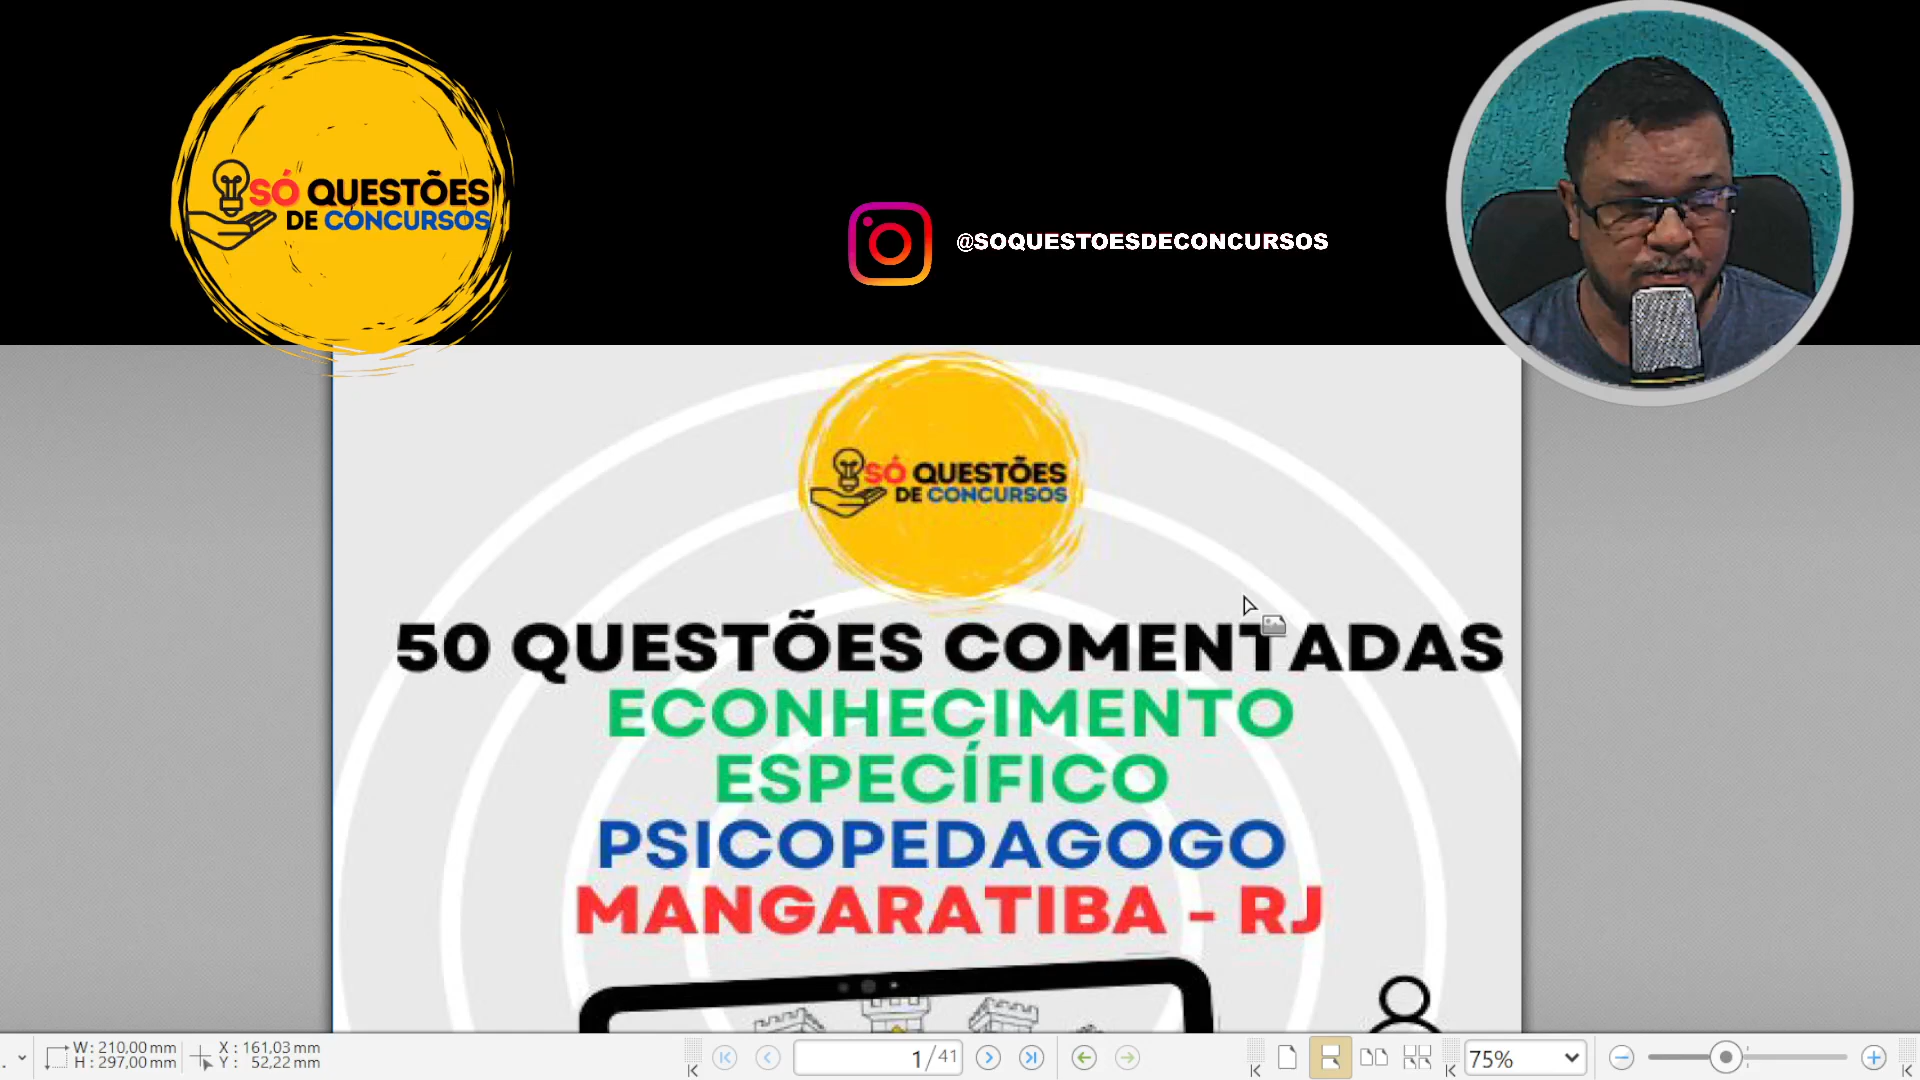 SÓ QUESTÕES
DE CONCURSOS
@SOQUESTOESDECONCURSOS
SÓ QUESTÕES
DE CONCURSOS
50 QUESTÕES COMENTADAS
ECONHECIMENTO
ESPECÍFICO
PSICOPEDAGOGO
MANGARATIBA - RJ
W: 210,00 mm
H: 297,00 mm
X : 161,03 mm
Y : 52,22 mm
1 / 41
75%